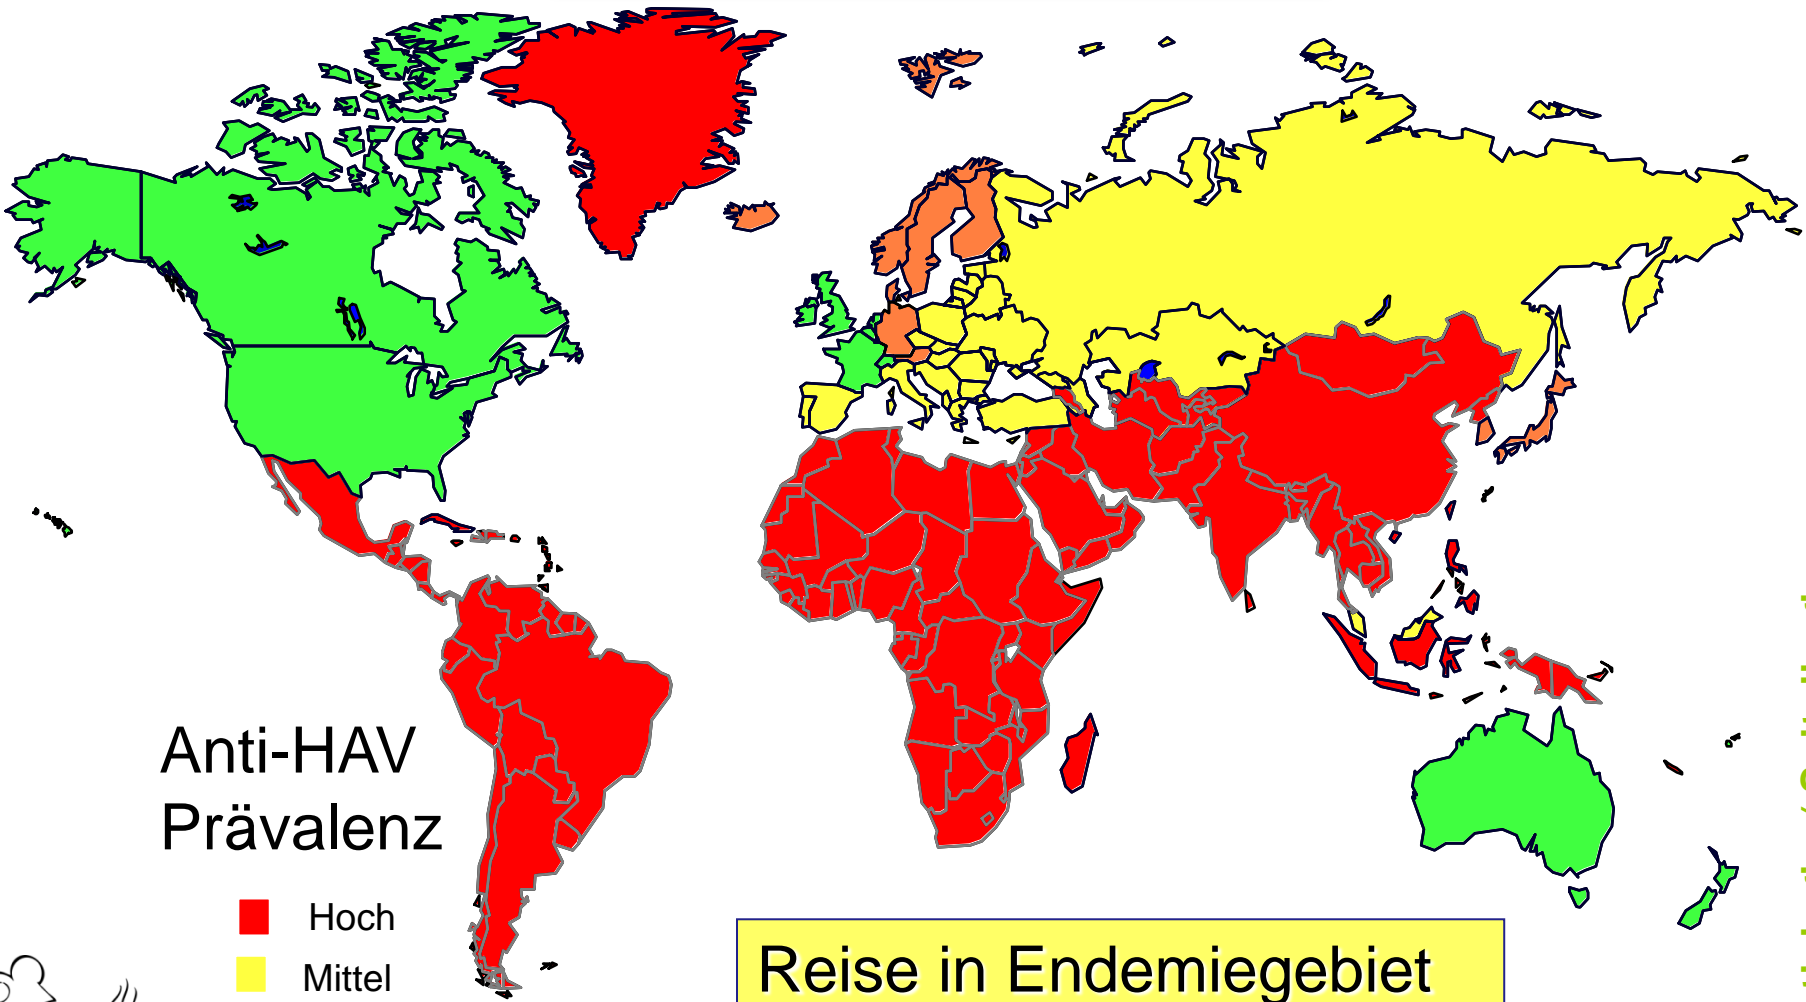 Anti-HAV
Prävalenz
Hoch
Mittel
Reise in Endemiegebiet